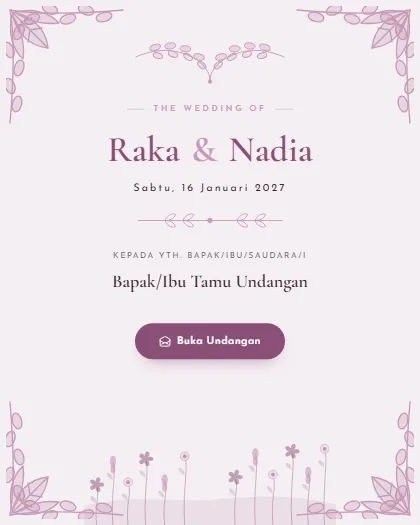 THE WEDDING OF
Raka & Nadia
Sabtu, 16 Januari 2027
KEPADA YTH. BAPAK/IBU/SAUDARA/I
Bapak/Ibu Tamu Undangan
Buka Undangan